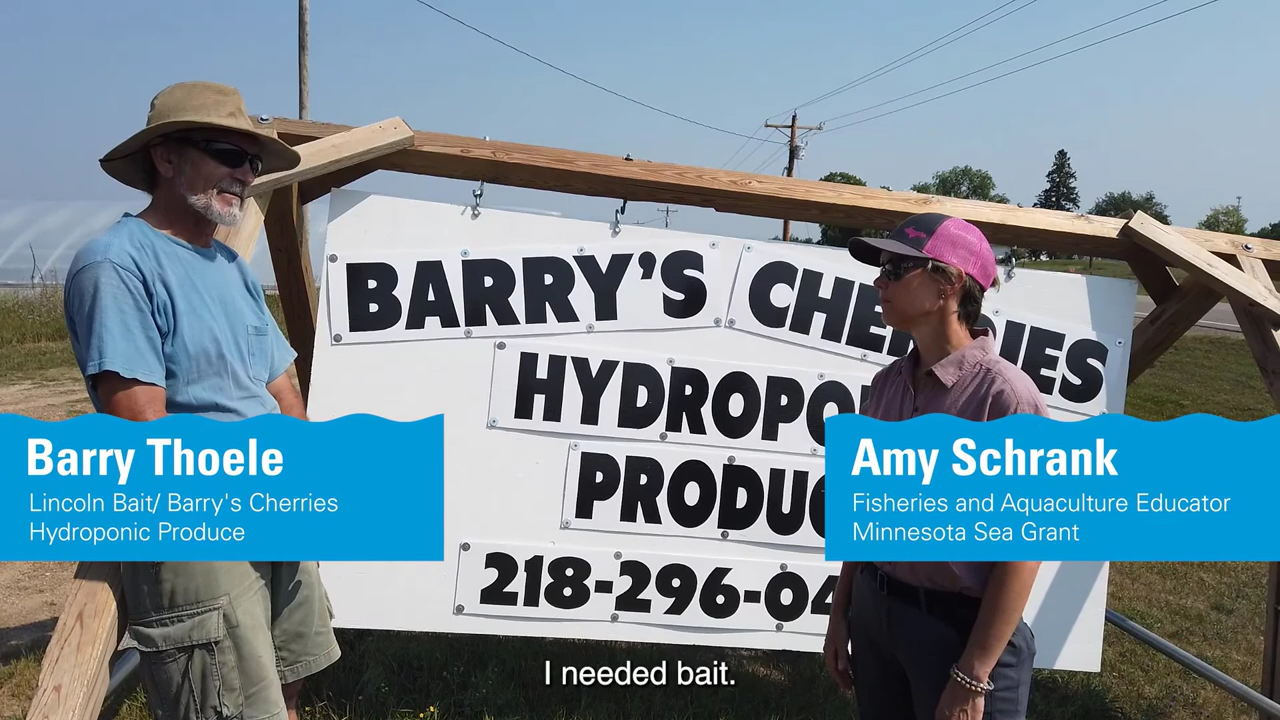 BARRY'S CHERRIES
HYDROPO
PRODUC
218-296-04
Barry Thoele
Lincoln Bait/ Barry's Cherries
Hydroponic Produce
Amy Schrank
Fisheries and Aquaculture Educator
Minnesota Sea Grant
I needed bait.